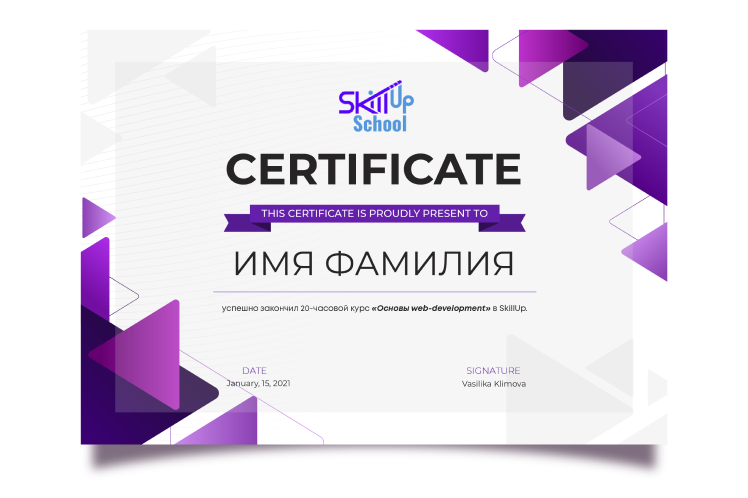 SkillUp
School
CERTIFICATE
THIS CERTIFICATE IS PROUDLY PRESENT TO
ИМЯ ФАМИЛИЯ
успешно закончил 20-часовой курс «Основы web-development» в SkillUp.
DATE
January, 15, 2021
SIGNATURE
Vasilika Klimova